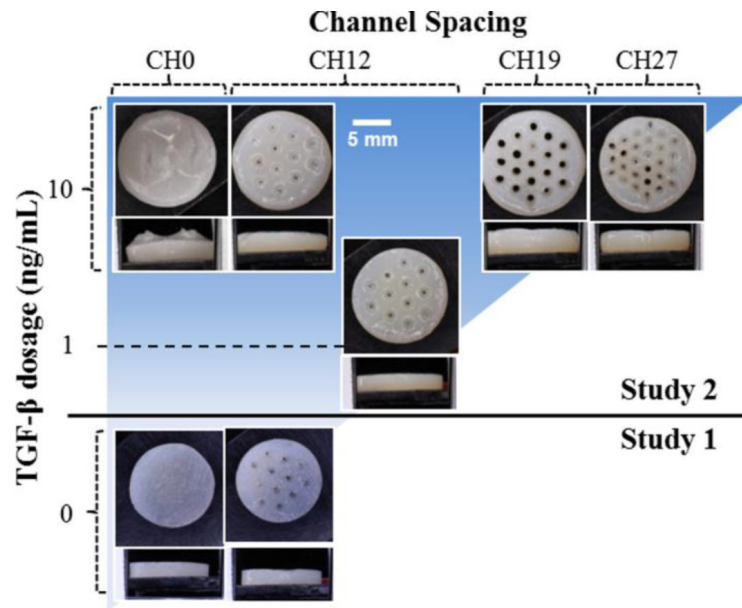 Channel Spacing
CH0 CH12 CH19 CH27
5 mm
TGF-β dosage (ng/mL)
10
1
Study 2
Study 1
0